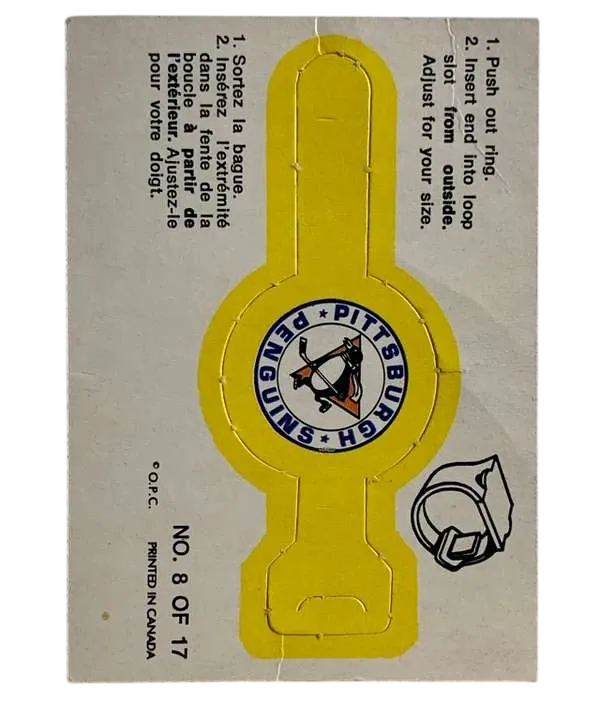 1. Push out ring.
2. Insert end into loop
slot from outside.
Adjust for your size.
1. Sortez la bague.
2. Insérez l'extrémité
dans la fente de la
boucle à partir de
l'extérieur. Ajustez-le
pour votre doigt.
PITTSBURGH
PENGUINS
NO. 8 OF 17
© O.P.C. PRINTED IN CANADA